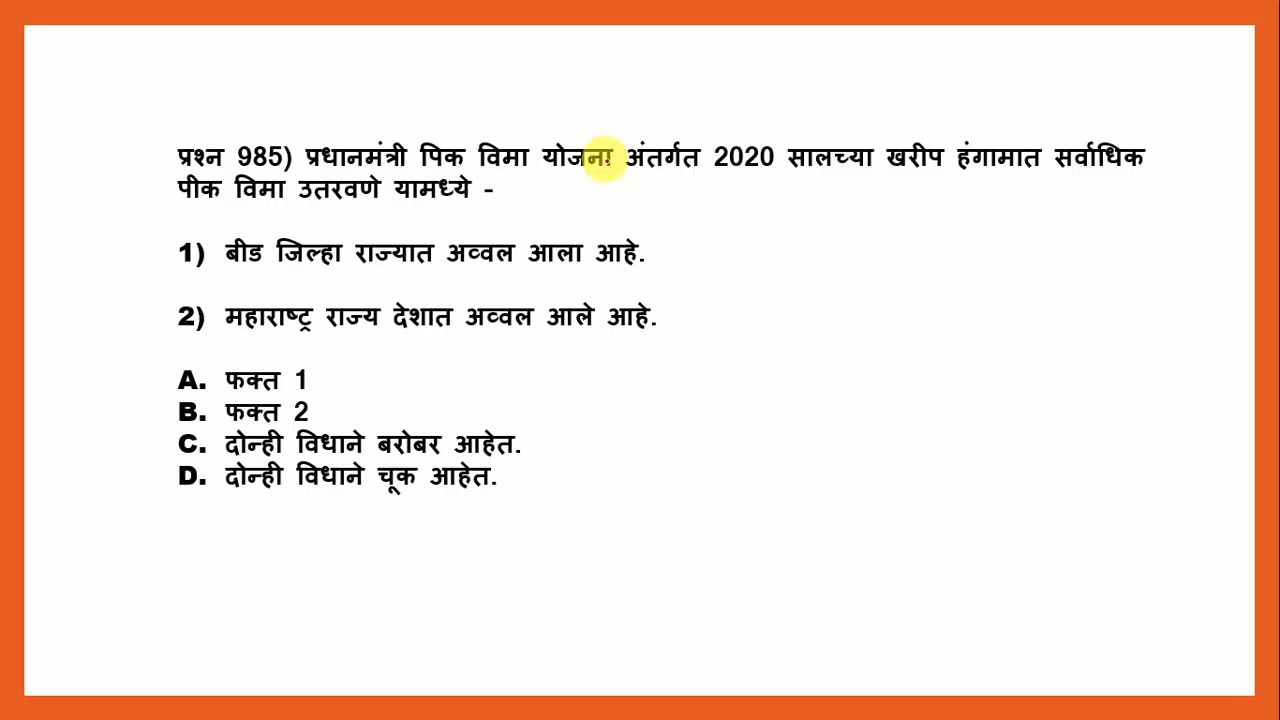 प्रश्न 985) प्रधानमंत्री पिक विमा योजना अंतर्गत 2020 सालच्या खरीप हंगामात सर्वाधिक
पीक विमा उतरवणे यामध्ये -
1) बीड जिल्हा राज्यात अव्वल आला आहे.
2) महाराष्ट्र राज्य देशात अव्वल आले आहे.
A. फक्त 1
B. फक्त 2
C. दोन्ही विधाने बरोबर आहेत.
D. दोन्ही विधाने चूक आहेत.